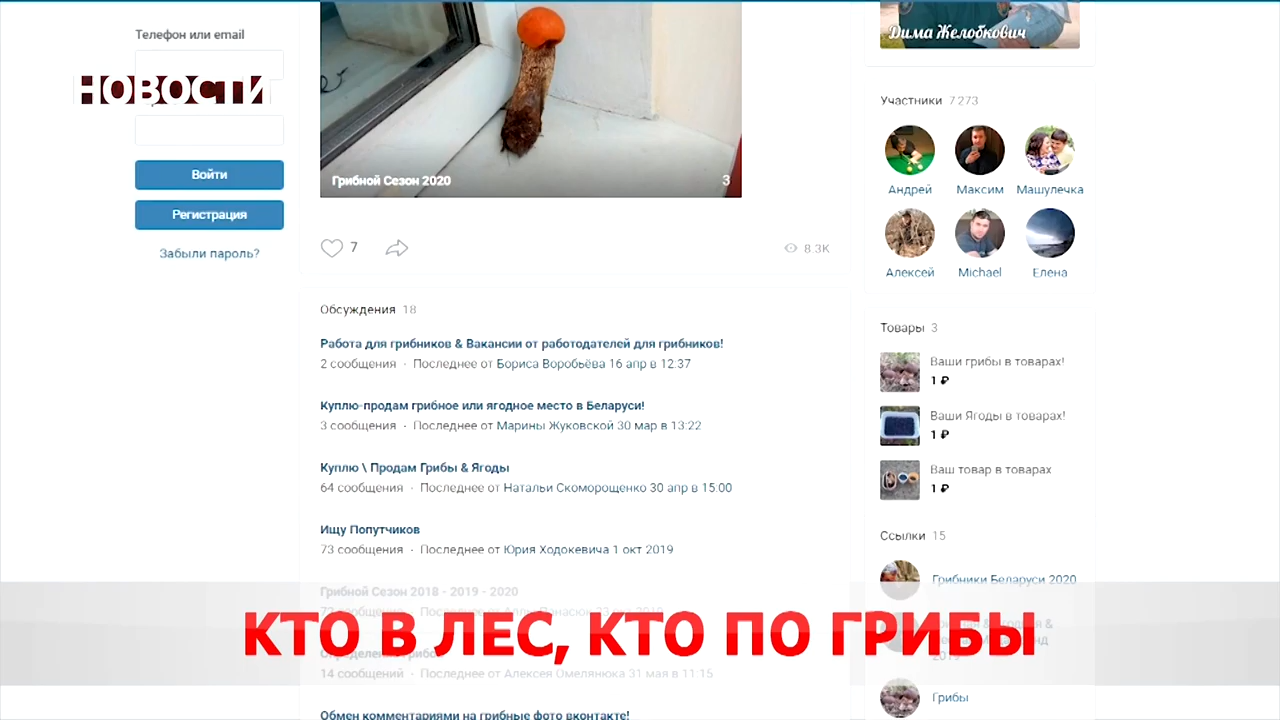 Телефон или email
НОВОСТИ
Войти
Регистрация
Забыли пароль?
Грибной Сезон 2020
3
7
8.3K
Обсуждения 18
Работа для грибников & Вакансии от работодателей для грибников!
2 сообщения · Последнее от Бориса Воробьёва 16 апр в 12:37
Куплю-продам грибное или ягодное место в Беларуси!
3 сообщения · Последнее от Марины Жуковской 30 мар в 13:22
Куплю \ Продам Грибы & Ягоды
64 сообщения · Последнее от Натальи Скоморощенко 30 апр в 15:00
Ищу Попутчиков
73 сообщения · Последнее от Юрия Ходокевича 1 окт 2019
Грибной Сезон 2018 - 2019 - 2020
сообщения · Последнее от
14 сообщений · Последнее от Алексея Омелянюка 31 мая в 11:15
Обмен комментариями на грибные фото вконтакте!
Дима Желобкович
Участники 7 273
Андрей
Максим
Машулечка
Алексей
Michael
Елена
Товары 3
Ваши грибы в товарах!
1 ₽
Ваши Ягоды в товарах!
1 ₽
Ваш товар в товарах
1 ₽
Ссылки 15
Грибники Беларуси 2020
Грибы
КТО В ЛЕС, КТО ПО ГРИБЫ